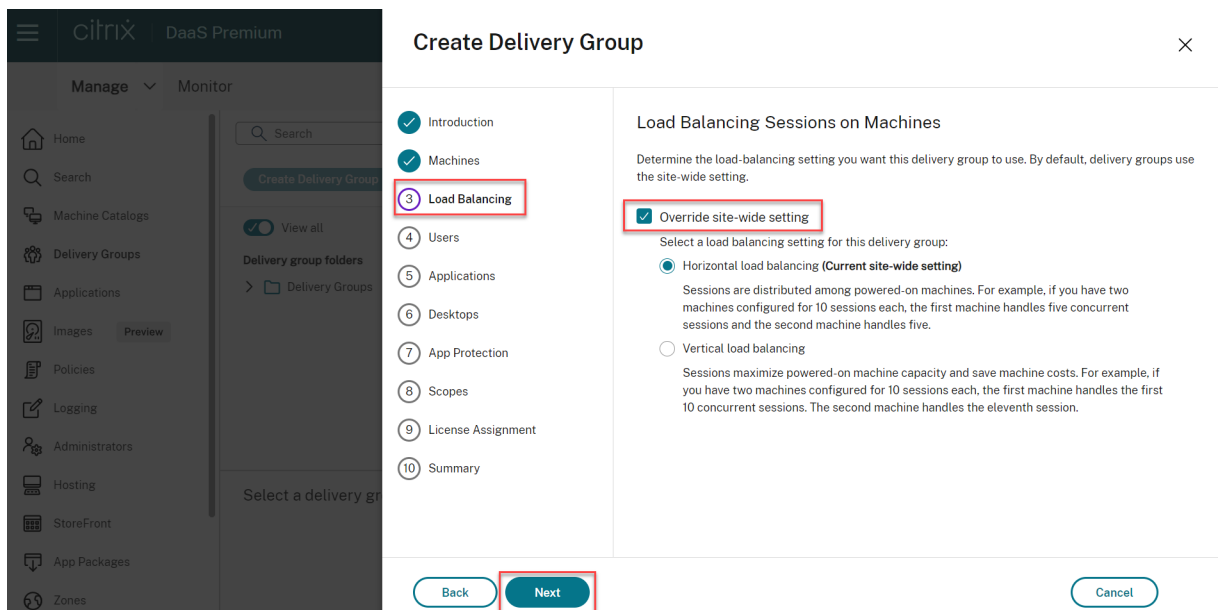 citrix DaaS Premium
Manage Monitor
Home
Search
Machine Catalogs
Delivery Groups
Applications
Images Preview
Policies
Logging
Administrators
Hosting
StoreFront
App Packages
Zones
Search
Create Delivery Group
View all
Delivery group folders
Delivery Groups
Select a delivery gr
Create Delivery Group
Introduction
Machines
3 Load Balancing
4 Users
5 Applications
6 Desktops
7 App Protection
8 Scopes
9 License Assignment
10 Summary
Load Balancing Sessions on Machines
Determine the load-balancing setting you want this delivery group to use. By default, delivery groups use
the site-wide setting.
Override site-wide setting
Select a load balancing setting for this delivery group:
Horizontal load balancing (Current site-wide setting)
Sessions are distributed among powered-on machines. For example, if you have two
machines configured for 10 sessions each, the first machine handles five concurrent
sessions and the second machine handles five.
Vertical load balancing
Sessions maximize powered-on machine capacity and save machine costs. For example, if
you have two machines configured for 10 sessions each, the first machine handles the first
10 concurrent sessions. The second machine handles the eleventh session.
Back Next Cancel